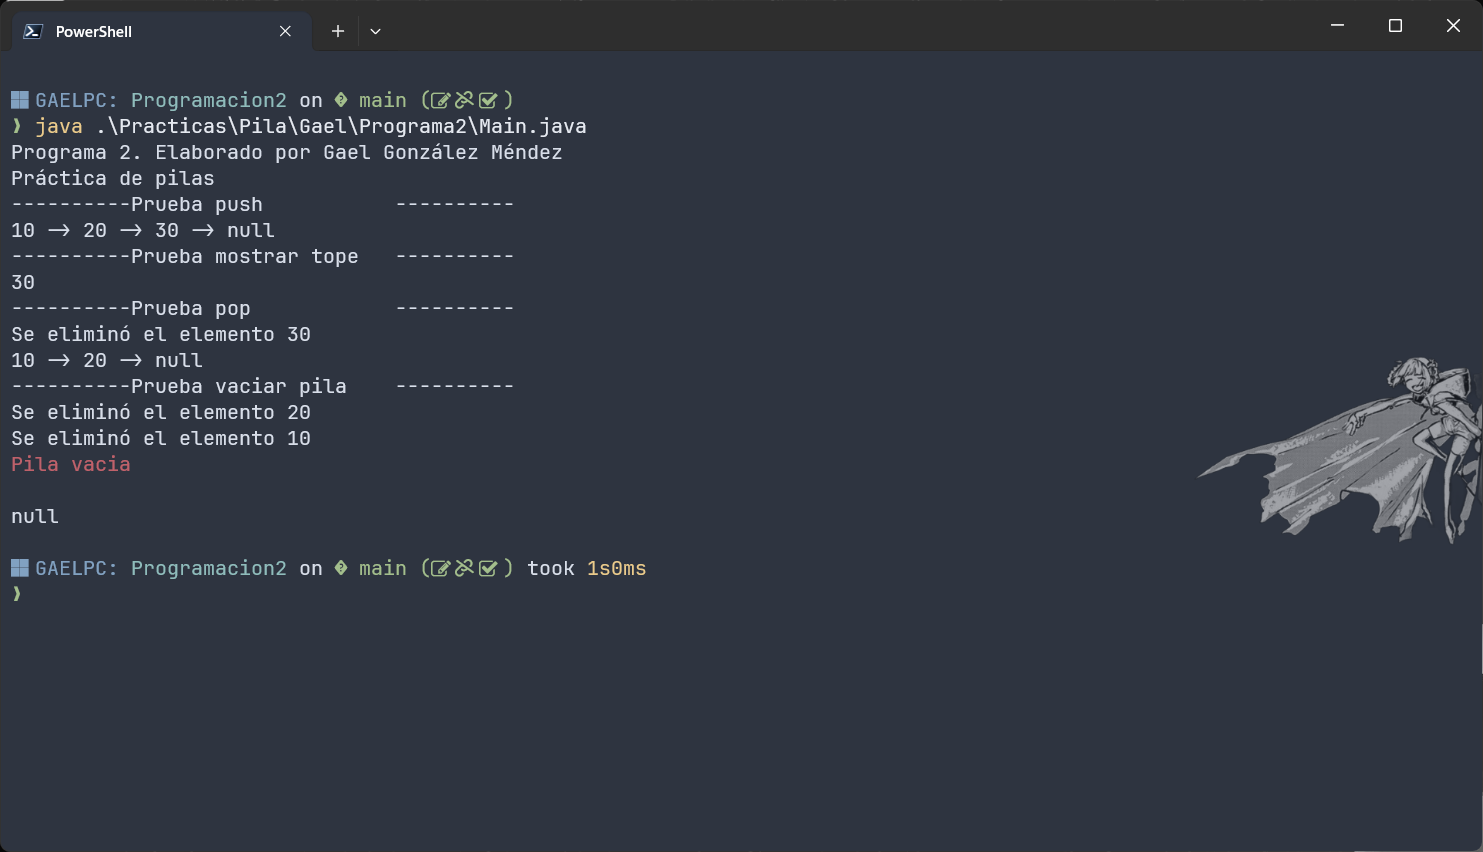 PowerShell
GAELPC: Programacion2 on main ( )
❯ java .\Practicas\Pila\Gael\Programa2\Main.java
Programa 2. Elaborado por Gael González Méndez
Práctica de pilas
----------Prueba push           ----------
10 -> 20 -> 30 -> null
----------Prueba mostrar tope   ----------
30
----------Prueba pop            ----------
Se eliminó el elemento 30
10 -> 20 -> null
----------Prueba vaciar pila    ----------
Se eliminó el elemento 20
Se eliminó el elemento 10
Pila vacia
null
GAELPC: Programacion2 on main ( ) took 1s0ms
❯